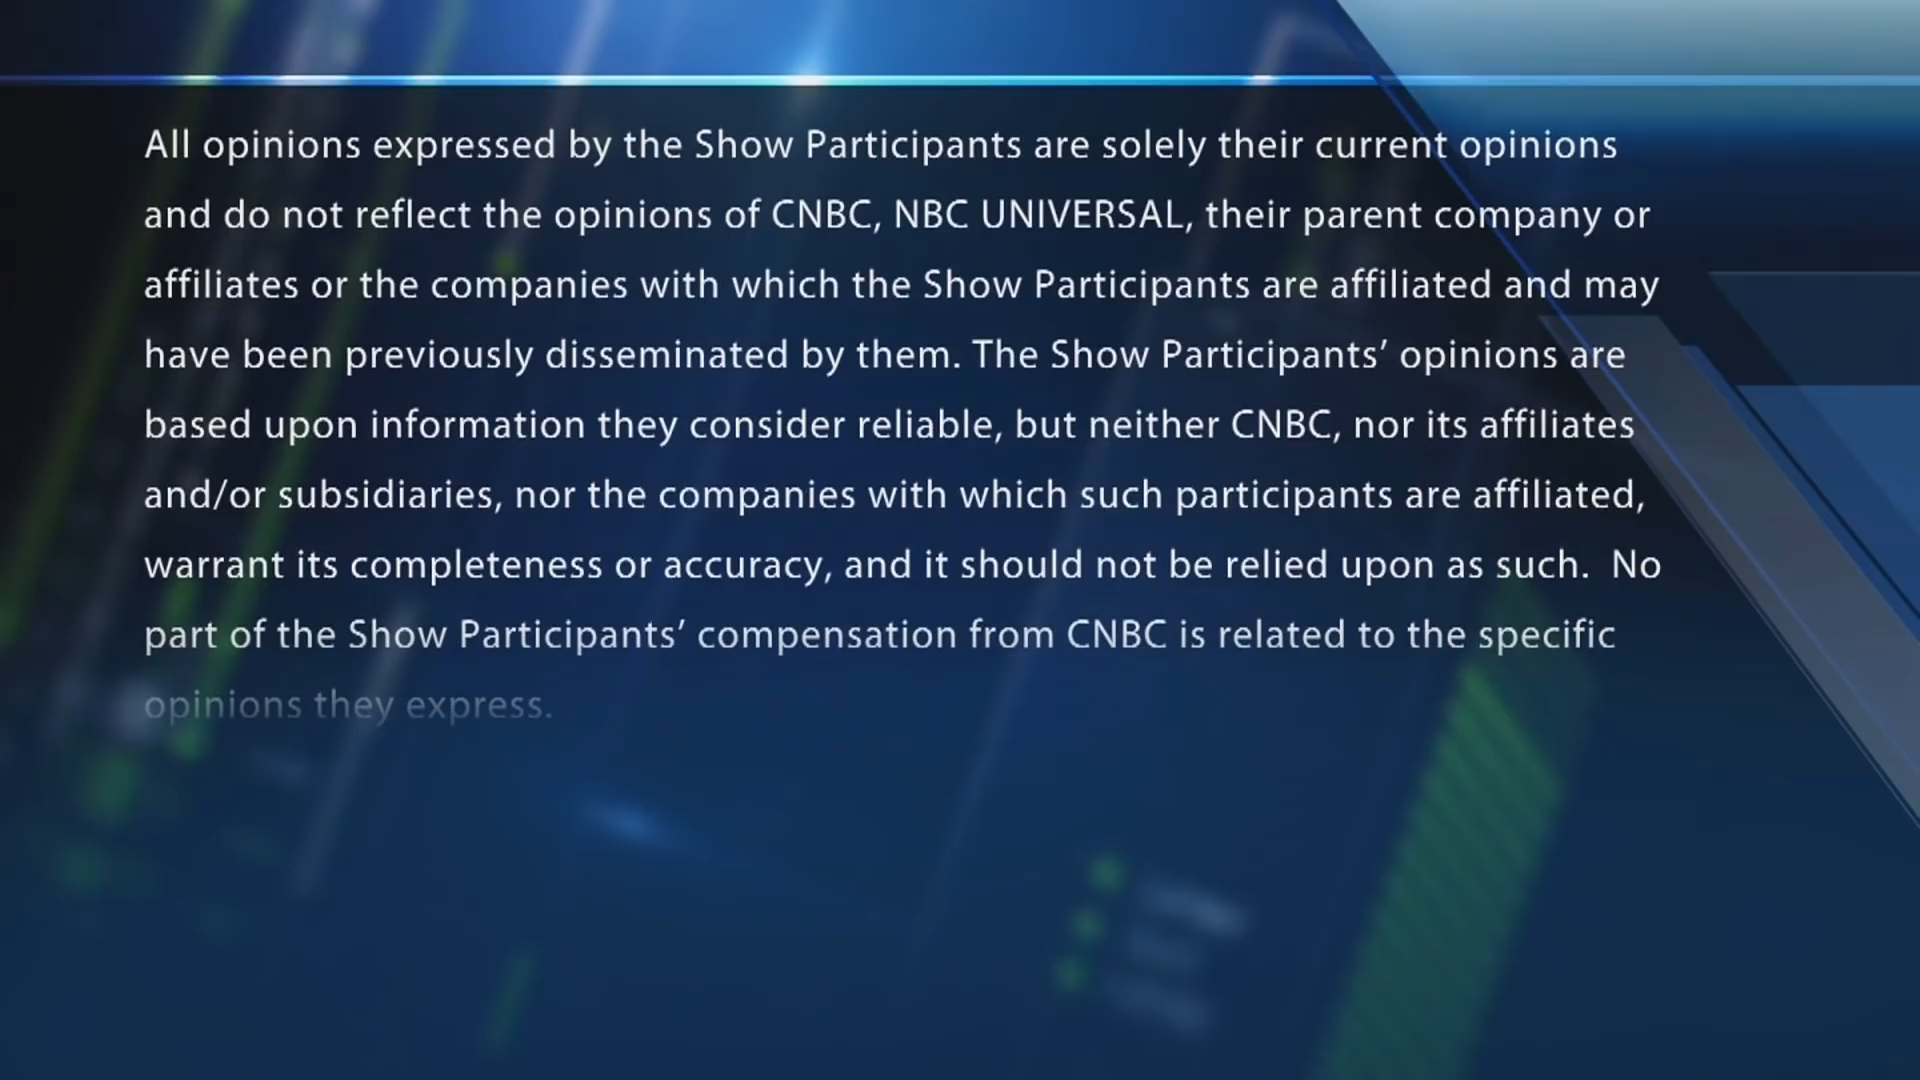 All opinions expressed by the Show Participants are solely their current opinions
and do not reflect the opinions of CNBC, NBC UNIVERSAL, their parent company or
affiliates or the companies with which the Show Participants are affiliated and may
have been previously disseminated by them. The Show Participants’ opinions are
based upon information they consider reliable, but neither CNBC, nor its affiliates
and/or subsidiaries, nor the companies with which such participants are affiliated,
warrant its completeness or accuracy, and it should not be relied upon as such.  No
part of the Show Participants’ compensation from CNBC is related to the specific
opinions they express.